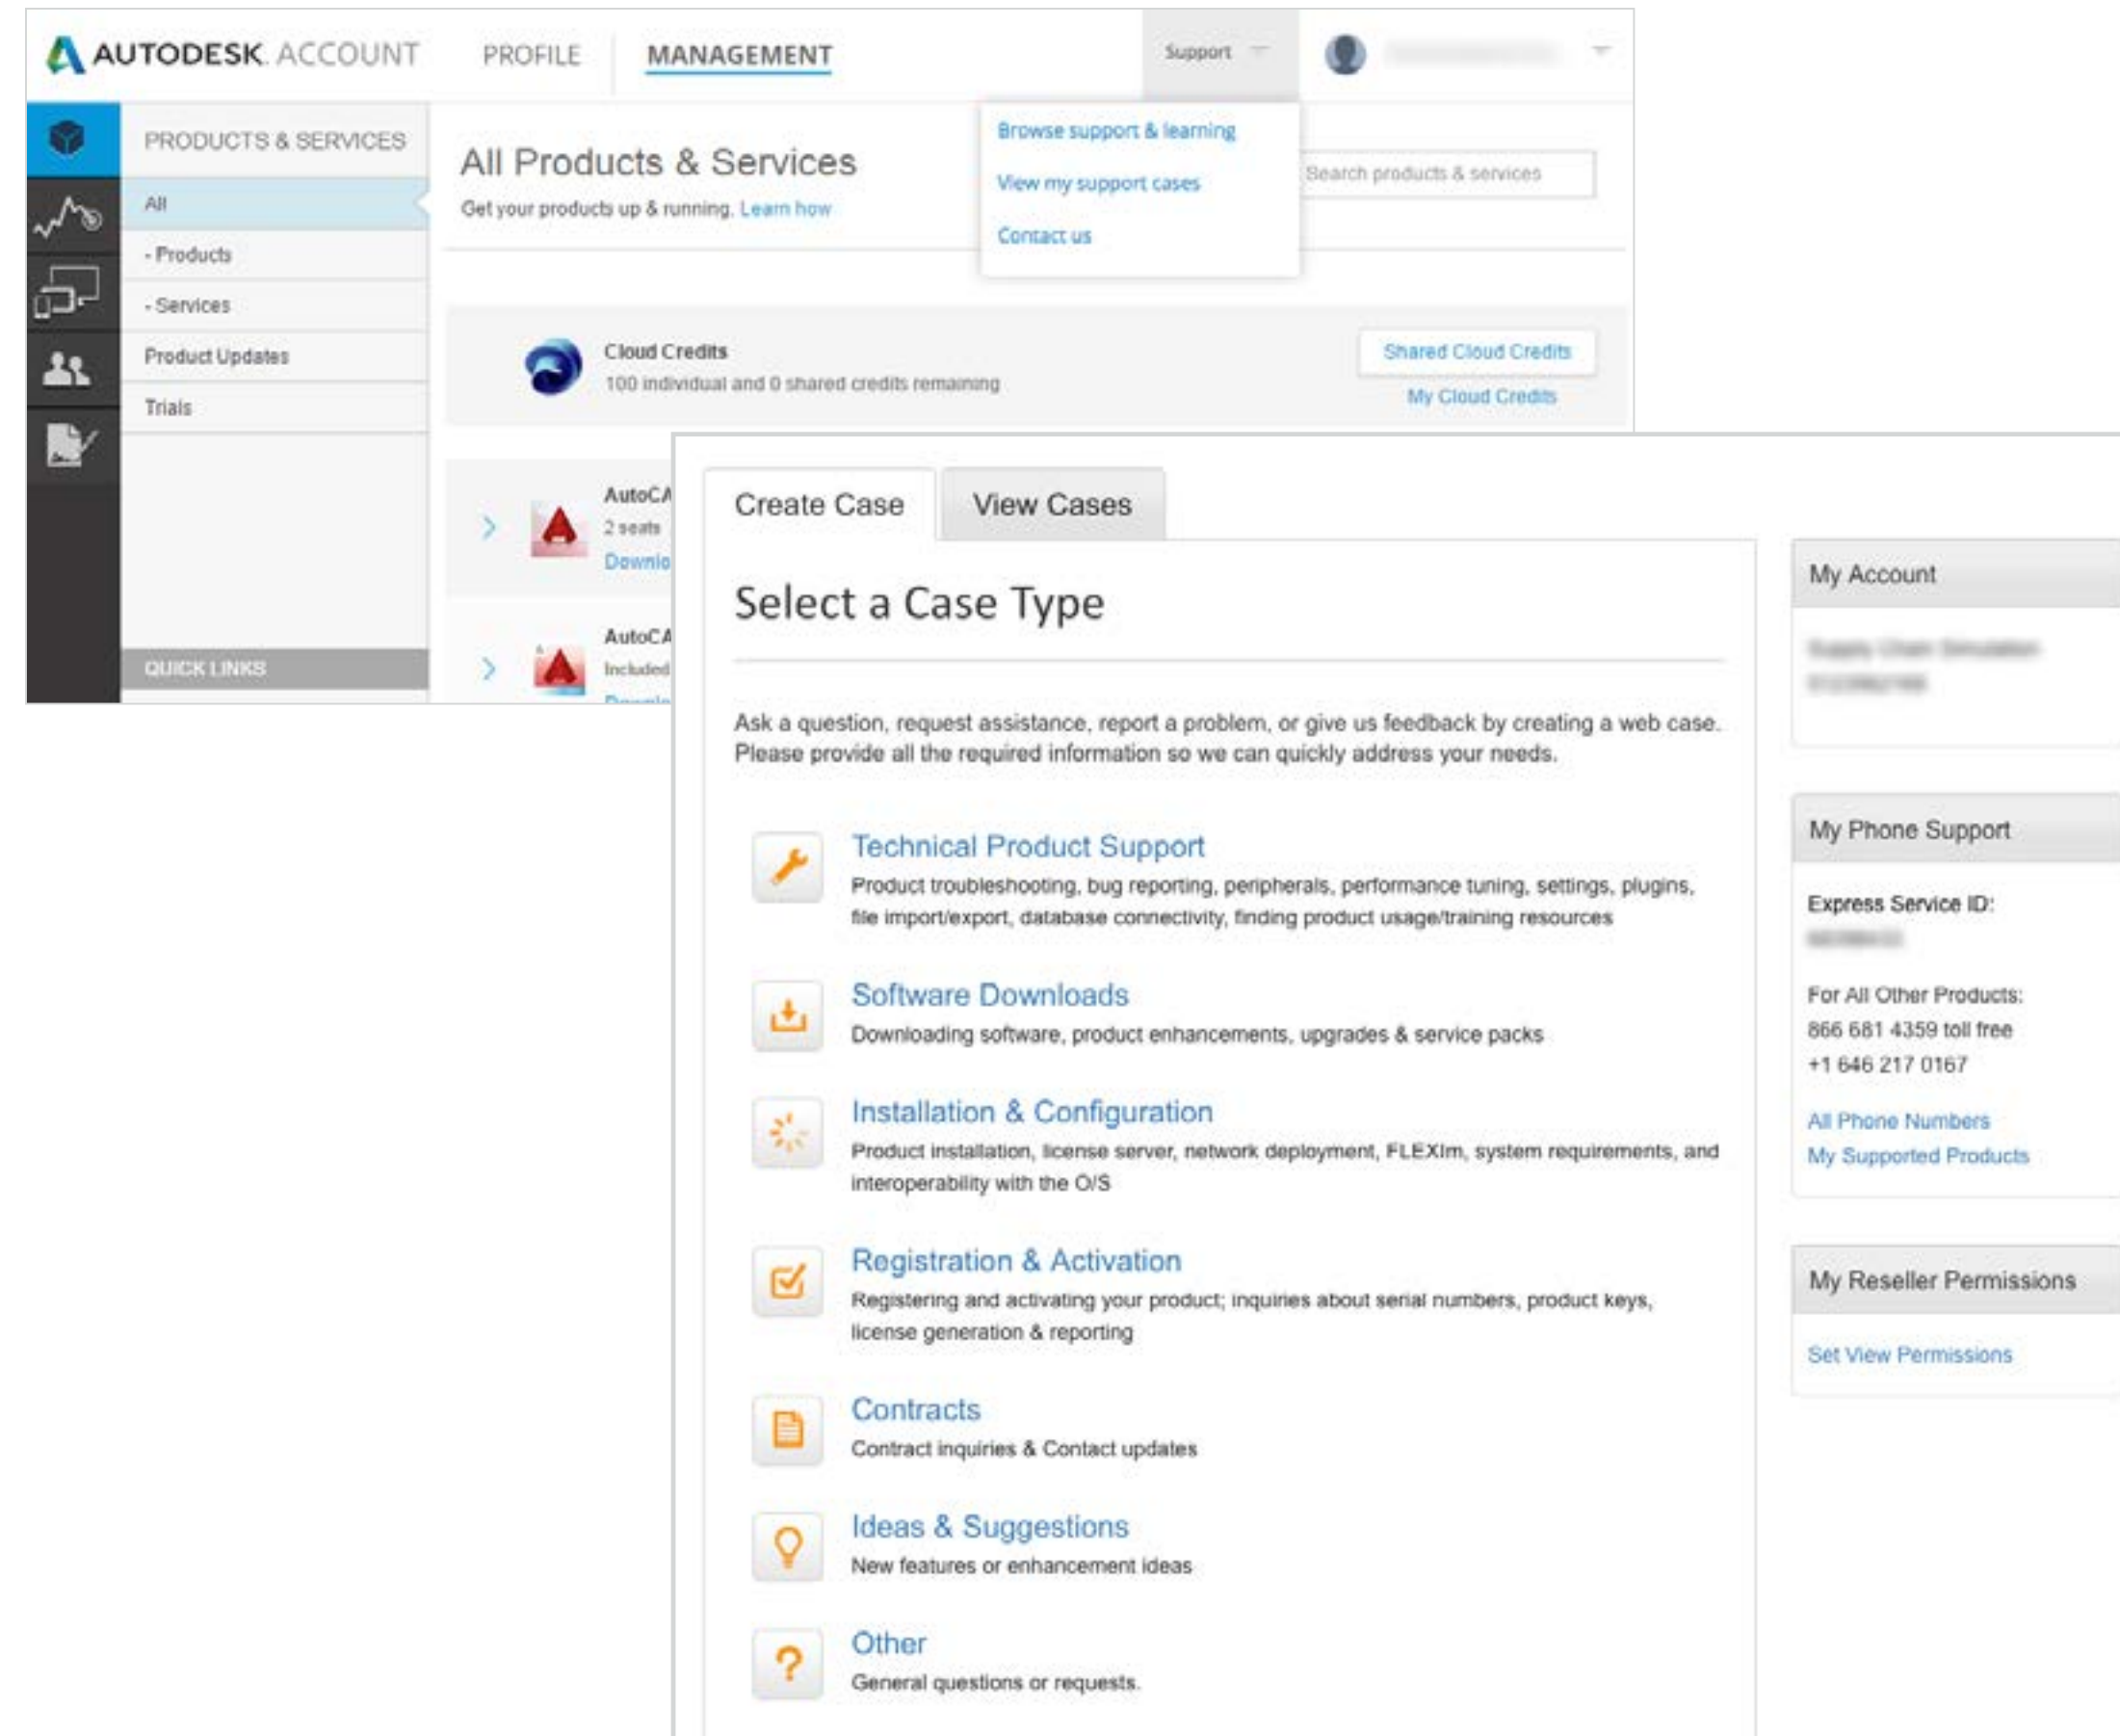 AUTODESK. ACCOUNT
PROFILE
MANAGEMENT
Support
PRODUCTS & SERVICES
All
- Products
- Services
Product Updates
Trials
QUICK LINKS
All Products & Services
Get your products up & running. Learn how
Browse support & learning
View my support cases
Contact us
Search products & services
Cloud Credits
100 individual and 0 shared credits remaining
Shared Cloud Credits
My Cloud Credits
AutoCA
2 seats
Downlo
AutoCA
Included
Create Case
View Cases
Select a Case Type
Ask a question, request assistance, report a problem, or give us feedback by creating a web case.
Please provide all the required information so we can quickly address your needs.
Technical Product Support
Product troubleshooting, bug reporting, peripherals, performance tuning, settings, plugins,
file import/export, database connectivity, finding product usage/training resources
Software Downloads
Downloading software, product enhancements, upgrades & service packs
Installation & Configuration
Product installation, license server, network deployment, FLEXlm, system requirements, and
interoperability with the O/S
Registration & Activation
Registering and activating your product; inquiries about serial numbers, product keys,
license generation & reporting
Contracts
Contract inquiries & Contact updates
Ideas & Suggestions
New features or enhancement ideas
Other
General questions or requests.
My Account
My Phone Support
Express Service ID:
For All Other Products:
866 681 4359 toll free
+1 646 217 0167
All Phone Numbers
My Supported Products
My Reseller Permissions
Set View Permissions